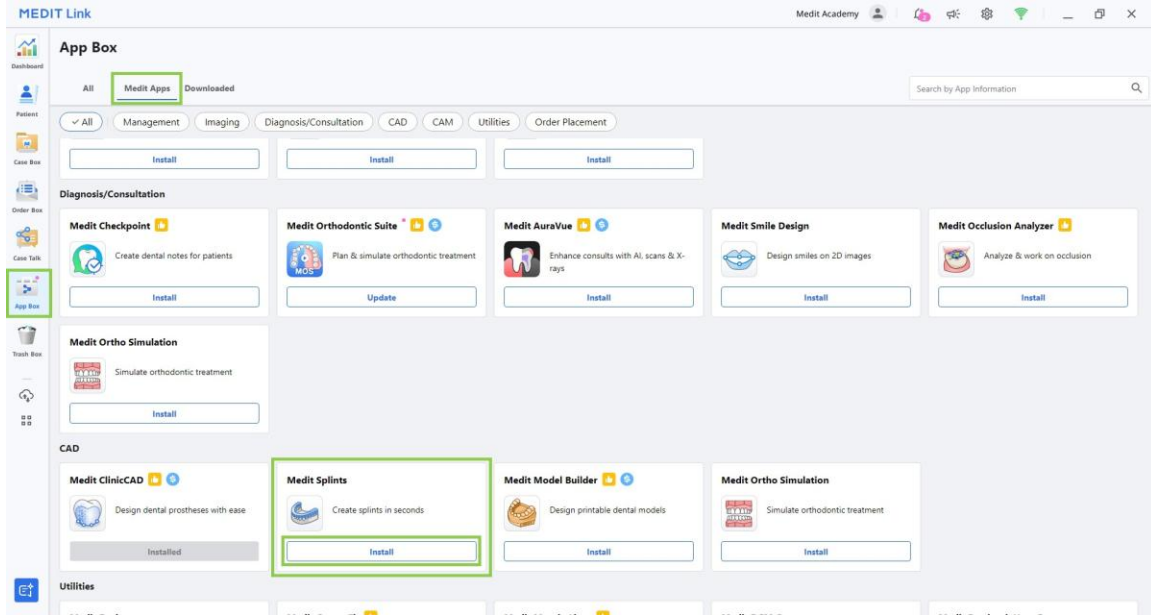 MEDIT Link
Medit Academy
Dashboard
Patient
Case Box
Order Box
Case Talk
App Box
Trash Box
App Box
All
Medit Apps
Downloaded
Search by App Information
All
Management
Imaging
Diagnosis/Consultation
CAD
CAM
Utilities
Order Placement
Install
Install
Install
Diagnosis/Consultation
Medit Checkpoint
Create dental notes for patients
Install
Medit Orthodontic Suite
MOS
Plan & simulate orthodontic treatment
Update
Medit AuraVue
Enhance consults with AI, scans & X-
rays
Install
Medit Smile Design
Design smiles on 2D images
Install
Medit Occlusion Analyzer
Analyze & work on occlusion
Install
Medit Ortho Simulation
Simulate orthodontic treatment
Install
CAD
Medit ClinicCAD
Design dental prostheses with ease
Installed
Medit Splints
Create splints in seconds
Install
Medit Model Builder
Design printable dental models
Install
Medit Ortho Simulation
Simulate orthodontic treatment
Install
Utilities